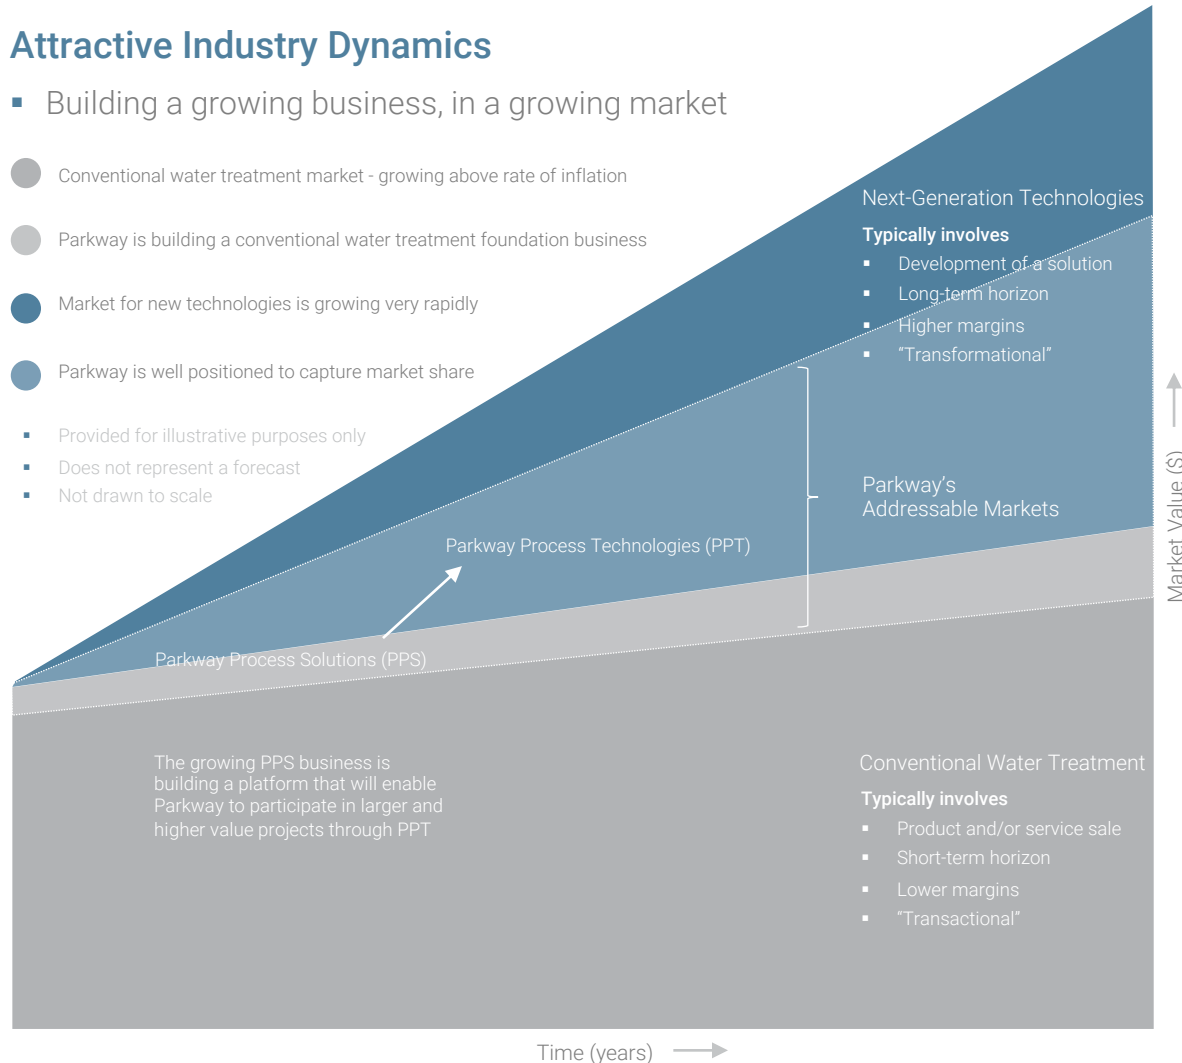 Attractive Industry Dynamics
▪ Building a growing business, in a growing market
Conventional water treatment market - growing above rate of inflation
Parkway is building a conventional water treatment foundation business
Market for new technologies is growing very rapidly
Parkway is well positioned to capture market share
▪ Provided for illustrative purposes only
▪ Does not represent a forecast
▪ Not drawn to scale
Next-Generation Technologies
Typically involves
▪ Development of a solution
▪ Long-term horizon
▪ Higher margins
▪ “Transformational”
Parkway’s
Addressable Markets
Market Value ($)
Parkway Process Technologies (PPT)
Parkway Process Solutions (PPS)
The growing PPS business is
building a platform that will enable
Parkway to participate in larger and
higher value projects through PPT
Conventional Water Treatment
Typically involves
▪ Product and/or service sale
▪ Short-term horizon
▪ Lower margins
▪ “Transactional”
Time (years)